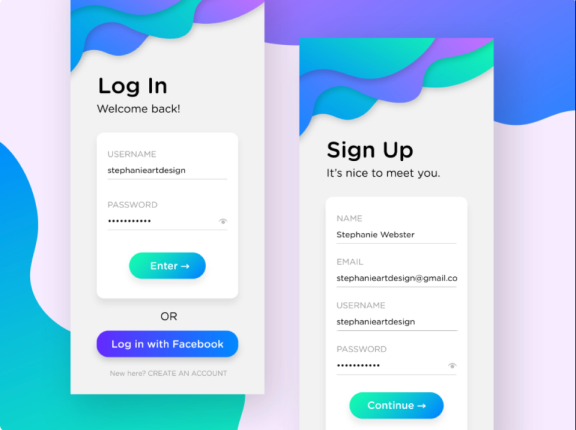 Log In
Welcome back!
USERNAME
stephanieartdesign
PASSWORD
•••••••••••
Enter →
OR
Log in with Facebook
New here? CREATE AN ACCOUNT
Sign Up
It's nice to meet you.
NAME
Stephanie Webster
EMAIL
stephanieartdesign@gmail.co
USERNAME
stephanieartdesign
PASSWORD
•••••••••••
Continue →